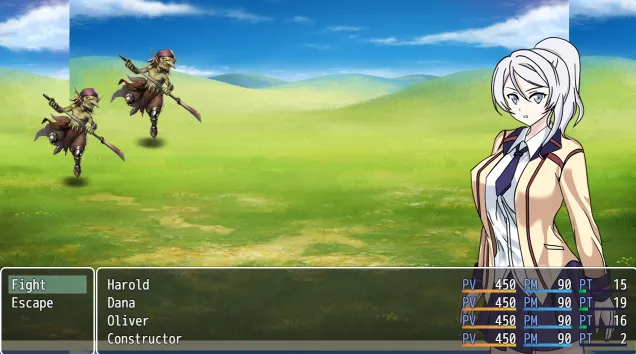 Fight
Escape
Harold PV 450 PM 90 PT 15
Dana PV 450 PM 90 PT 19
Oliver PV 450 PM 90 PT 16
Constructor PV 450 PM 90 PT 2